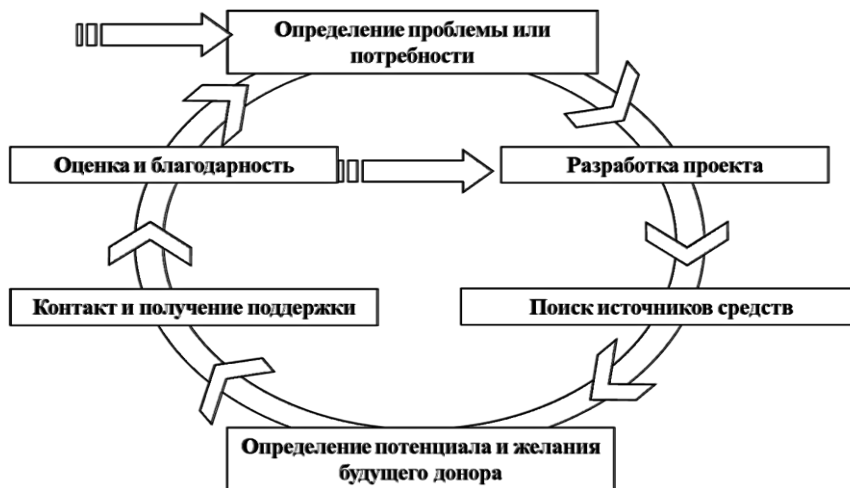 Определение проблемы или
потребности
Оценка и благодарность
Разработка проекта
Контакт и получение поддержки
Поиск источников средств
Определение потенциала и желания
будущего донора